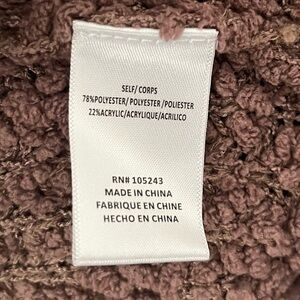 SELF/ CORPS
78%POLYESTER/ POLYESTER /POLIESTER
22%ACRYLIC/ACRYLIQUE/ACRILICO
RN# 105243
MADE IN CHINA
FABRIQUE EN CHINE
HECHO EN CHINA